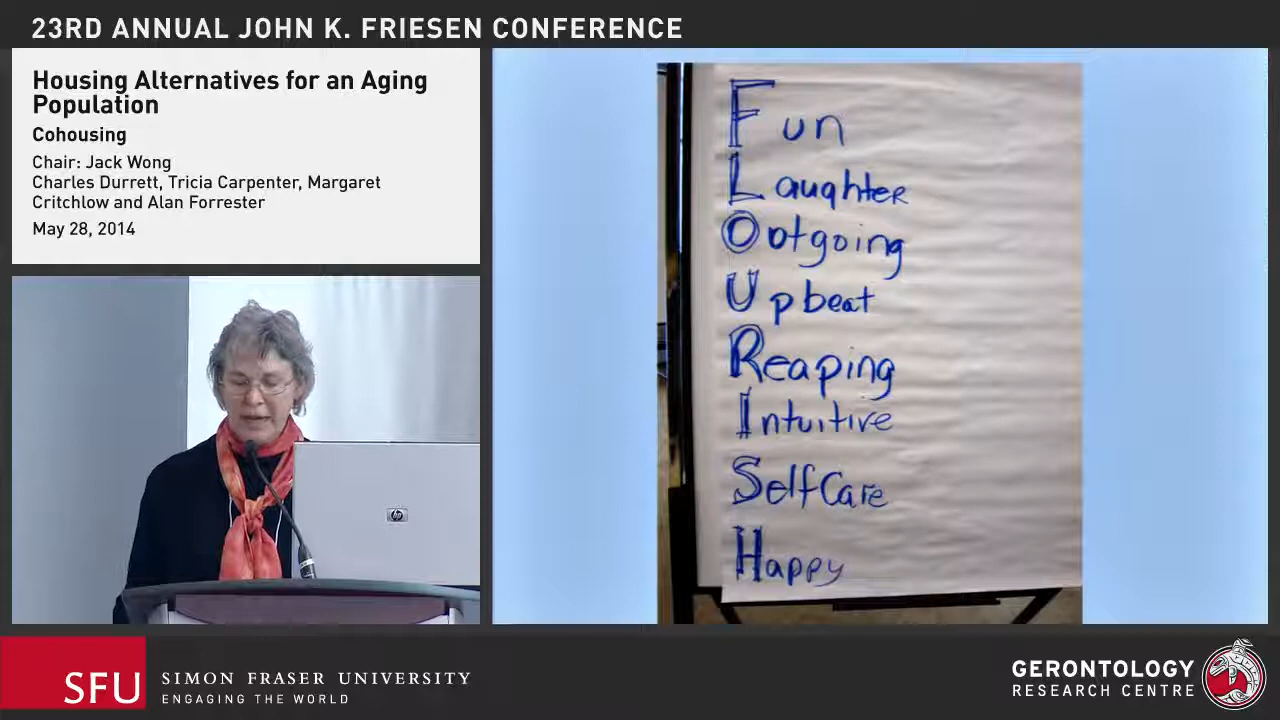 23RD ANNUAL JOHN K. FRIESEN CONFERENCE
Housing Alternatives for an Aging
Population
Cohousing
Chair: Jack Wong
Charles Durrett, Tricia Carpenter, Margaret
Critchlow and Alan Forrester
May 28, 2014
hp
Fun
Laughter
Outgoing
Upbeat
Reaping
Intuitive
SelfCare
Happy
SFU
SIMON FRASER UNIVERSITY
ENGAGING THE WORLD
GERONTOLOGY
RESEARCH CENTRE